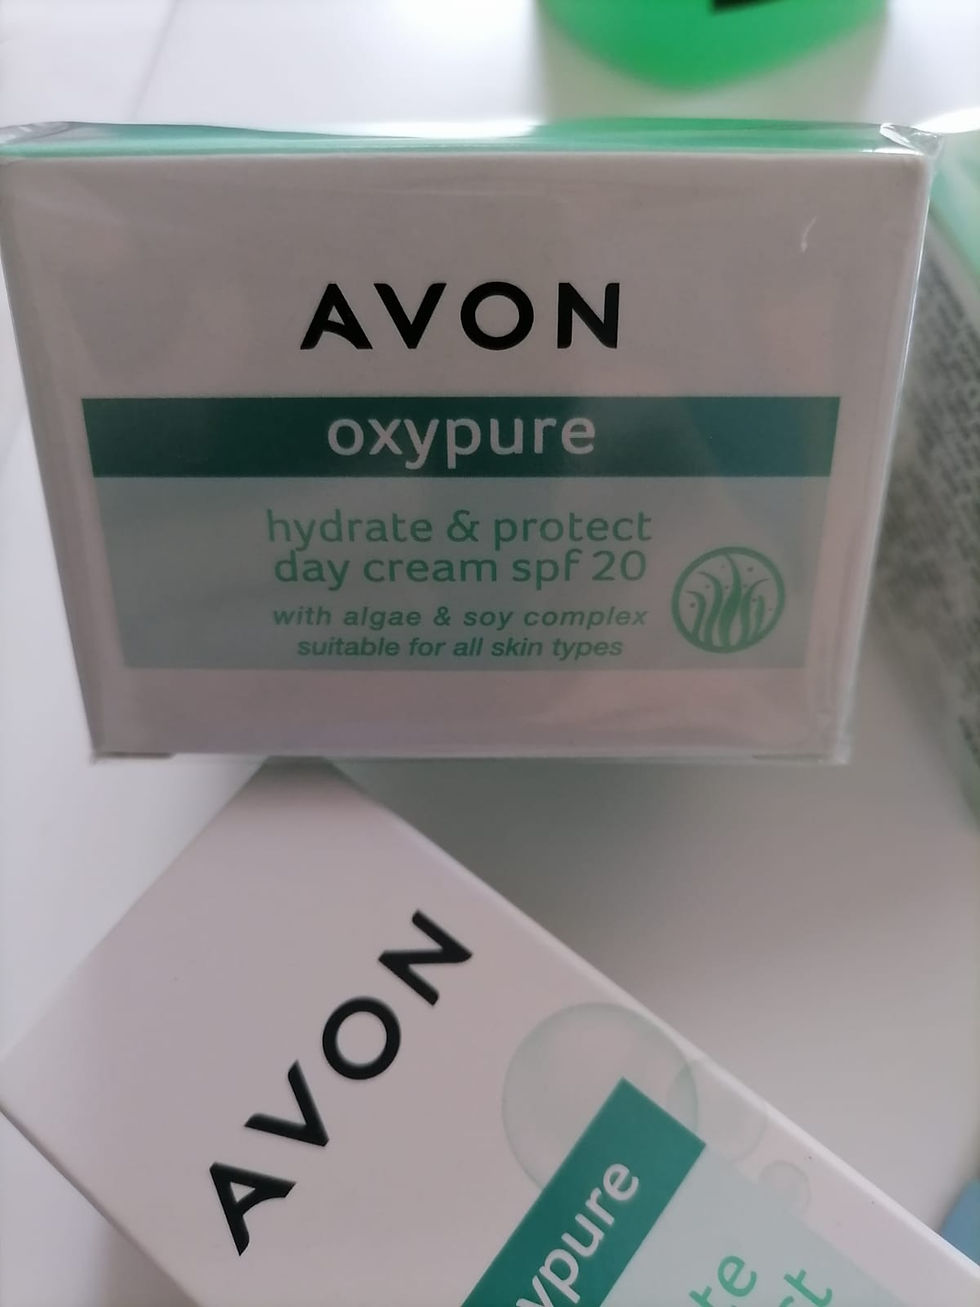 AVON
oxypure
hydrate & protect
day cream spf 20
with algae & soy complex
suitable for all skin types
AVON